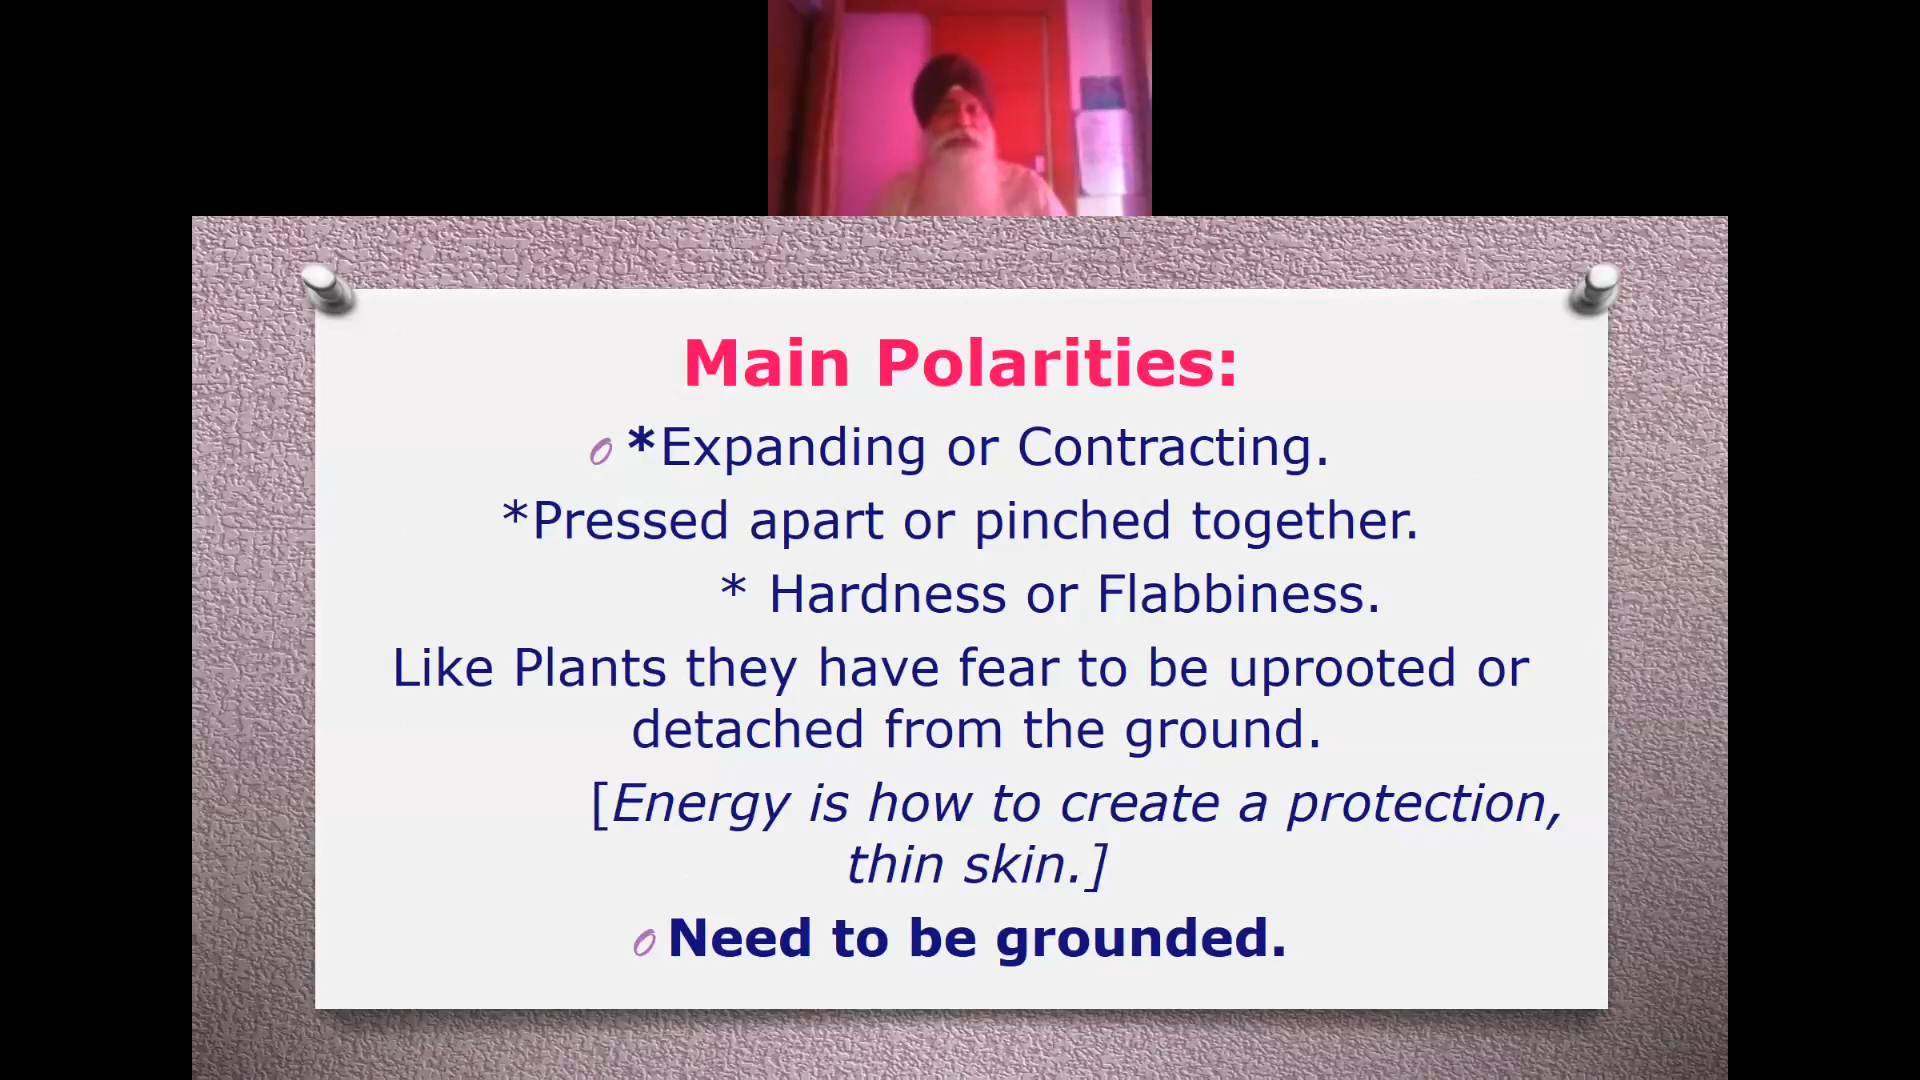 Main Polarities:
*Expanding or Contracting.
*Pressed apart or pinched together.
* Hardness or Flabbiness.
Like Plants they have fear to be uprooted or
detached from the ground.
[Energy is how to create a protection,
thin skin.]
Need to be grounded.